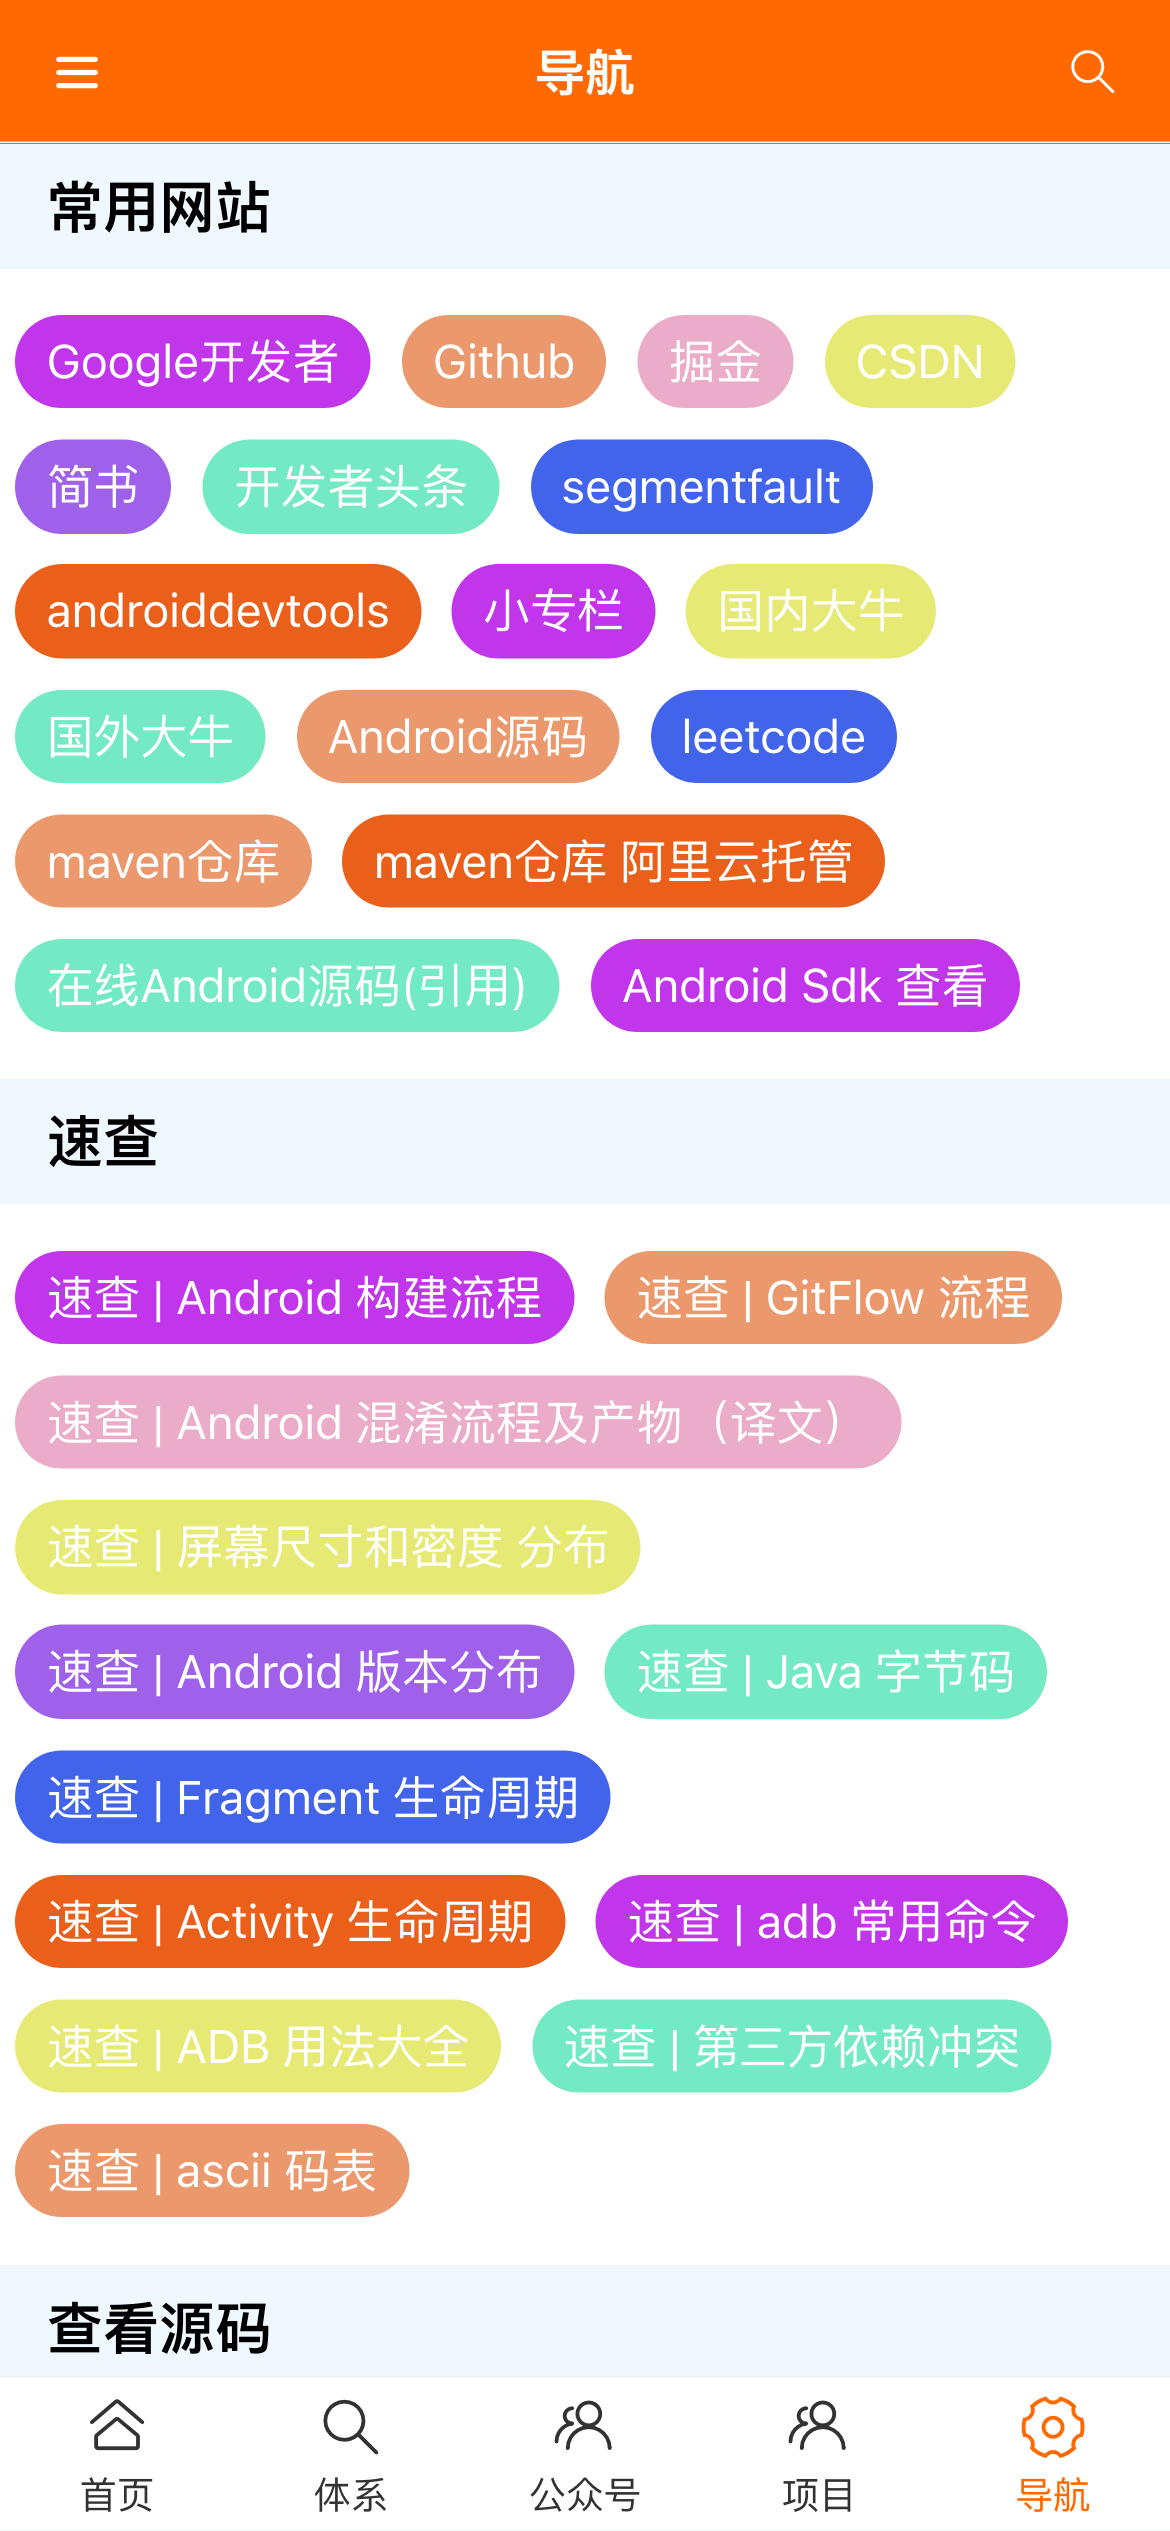 导航
常用网站
Google开发者 Github 掘金 CSDN
简书 开发者头条 segmentfault
androiddevtools 小专栏 国内大牛
国外大牛 Android源码 leetcode
maven仓库 maven仓库 阿里云托管
在线Android源码(引用) Android Sdk 查看
速查
速查 | Android 构建流程 速查 | GitFlow 流程
速查 | Android 混淆流程及产物（译文）
速查 | 屏幕尺寸和密度 分布
速查 | Android 版本分布 速查 | Java 字节码
速查 | Fragment 生命周期
速查 | Activity 生命周期 速查 | adb 常用命令
速查 | ADB 用法大全 速查 | 第三方依赖冲突
速查 | ascii 码表
查看源码
首页 体系 公众号 项目 导航